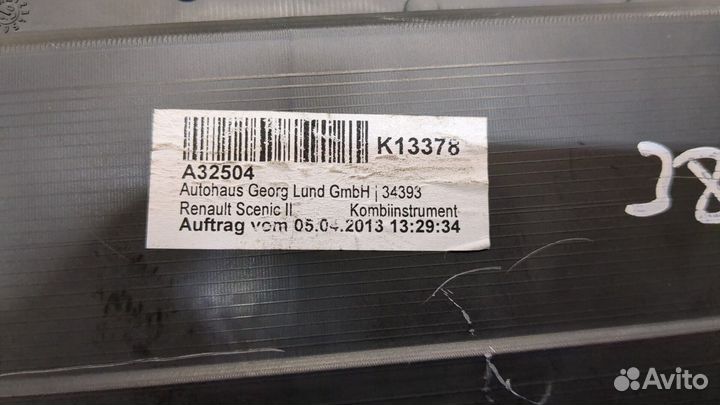 K13378
A32504
Autohaus Georg Lund GmbH | 34393
Renault Scenic II Kombiinstrument
Auftrag vom 05.04.2013 13:29:34
Avito